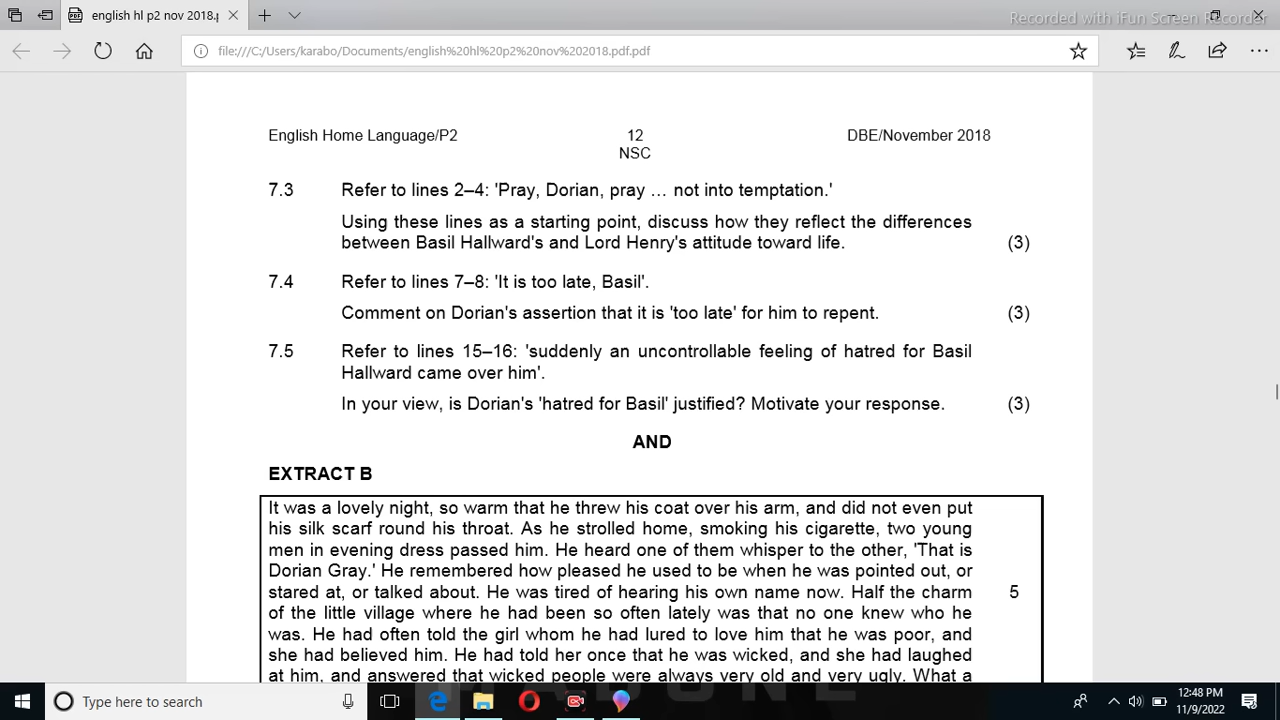 english hl p2 nov 2018.p
Recorded with iFun Screen Recorder
file:///C:/Users/karabo/Documents/english%20hl%20p2%20nov%202018.pdf.pdf
English Home Language/P2 12 DBE/November 2018
NSC
7.3 Refer to lines 2–4: 'Pray, Dorian, pray … not into temptation.'
Using these lines as a starting point, discuss how they reflect the differences
between Basil Hallward's and Lord Henry's attitude toward life. (3)
7.4 Refer to lines 7–8: 'It is too late, Basil'.
Comment on Dorian's assertion that it is 'too late' for him to repent. (3)
7.5 Refer to lines 15–16: 'suddenly an uncontrollable feeling of hatred for Basil
Hallward came over him'.
In your view, is Dorian's 'hatred for Basil' justified? Motivate your response. (3)
AND
EXTRACT B
It was a lovely night, so warm that he threw his coat over his arm, and did not even put
his silk scarf round his throat. As he strolled home, smoking his cigarette, two young
men in evening dress passed him. He heard one of them whisper to the other, 'That is
Dorian Gray.' He remembered how pleased he used to be when he was pointed out, or
stared at, or talked about. He was tired of hearing his own name now. Half the charm 5
of the little village where he had been so often lately was that no one knew who he
was. He had often told the girl whom he had lured to love him that he was poor, and
she had believed him. He had told her once that he was wicked, and she had laughed
at him, and answered that wicked people were always very old and very ugly. What a
Type here to search
12:48 PM
11/9/2022